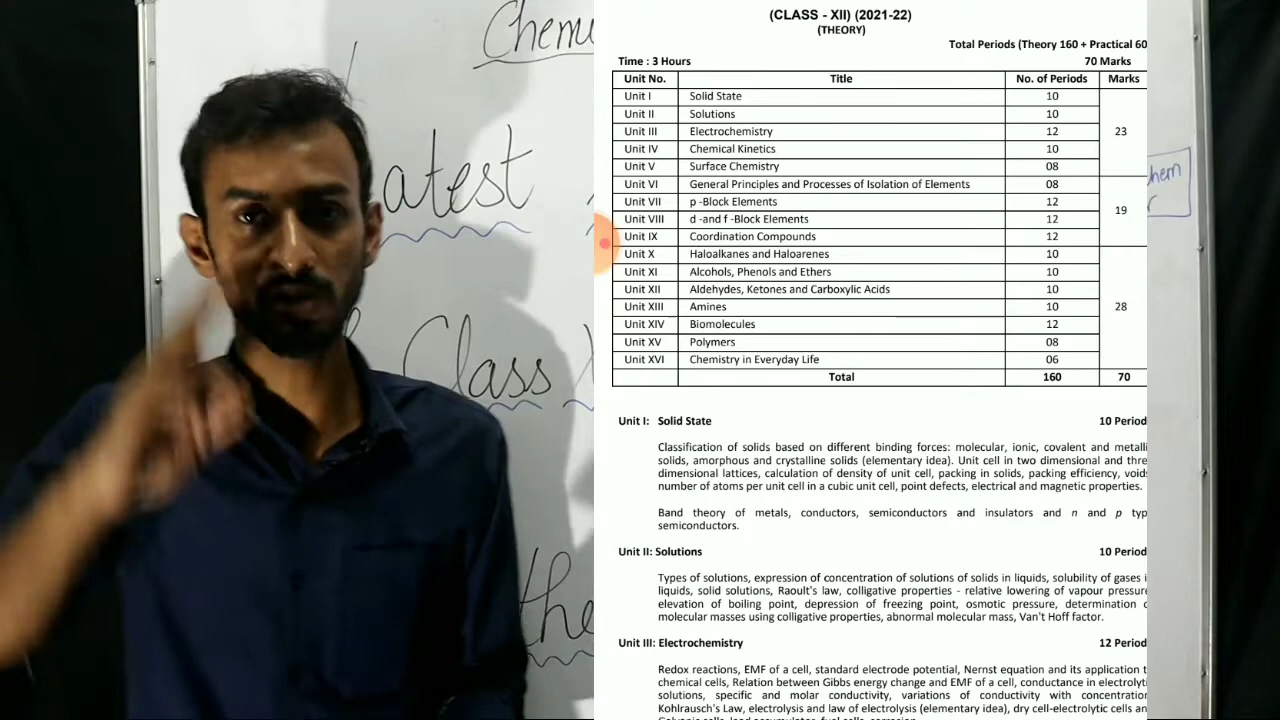 Chem
atest
Class
the
hem
r
(CLASS - XII) (2021-22)
(THEORY)
Total Periods (Theory 160 + Practical 60
Time : 3 Hours 70 Marks
Unit No. Title No. of Periods Marks
Unit I Solid State 10
Unit II Solutions 10
Unit III Electrochemistry 12 23
Unit IV Chemical Kinetics 10
Unit V Surface Chemistry 08
Unit VI General Principles and Processes of Isolation of Elements 08
Unit VII p -Block Elements 12 19
Unit VIII d -and f -Block Elements 12
Unit IX Coordination Compounds 12
Unit X Haloalkanes and Haloarenes 10
Unit XI Alcohols, Phenols and Ethers 10
Unit XII Aldehydes, Ketones and Carboxylic Acids 10
Unit XIII Amines 10 28
Unit XIV Biomolecules 12
Unit XV Polymers 08
Unit XVI Chemistry in Everyday Life 06
Total 160 70
Unit I: Solid State 10 Period
Classification of solids based on different binding forces: molecular, ionic, covalent and metalli
solids, amorphous and crystalline solids (elementary idea). Unit cell in two dimensional and thre
dimensional lattices, calculation of density of unit cell, packing in solids, packing efficiency, void
number of atoms per unit cell in a cubic unit cell, point defects, electrical and magnetic properties.
Band theory of metals, conductors, semiconductors and insulators and n and p typ
semiconductors.
Unit II: Solutions 10 Period
Types of solutions, expression of concentration of solutions of solids in liquids, solubility of gases i
liquids, solid solutions, Raoult's law, colligative properties - relative lowering of vapour pressure
elevation of boiling point, depression of freezing point, osmotic pressure, determination o
molecular masses using colligative properties, abnormal molecular mass, Van't Hoff factor.
Unit III: Electrochemistry 12 Period
Redox reactions, EMF of a cell, standard electrode potential, Nernst equation and its application t
chemical cells, Relation between Gibbs energy change and EMF of a cell, conductance in electrolyti
solutions, specific and molar conductivity, variations of conductivity with concentration
Kohlrausch's Law, electrolysis and law of electrolysis (elementary idea), dry cell-electrolytic cells an